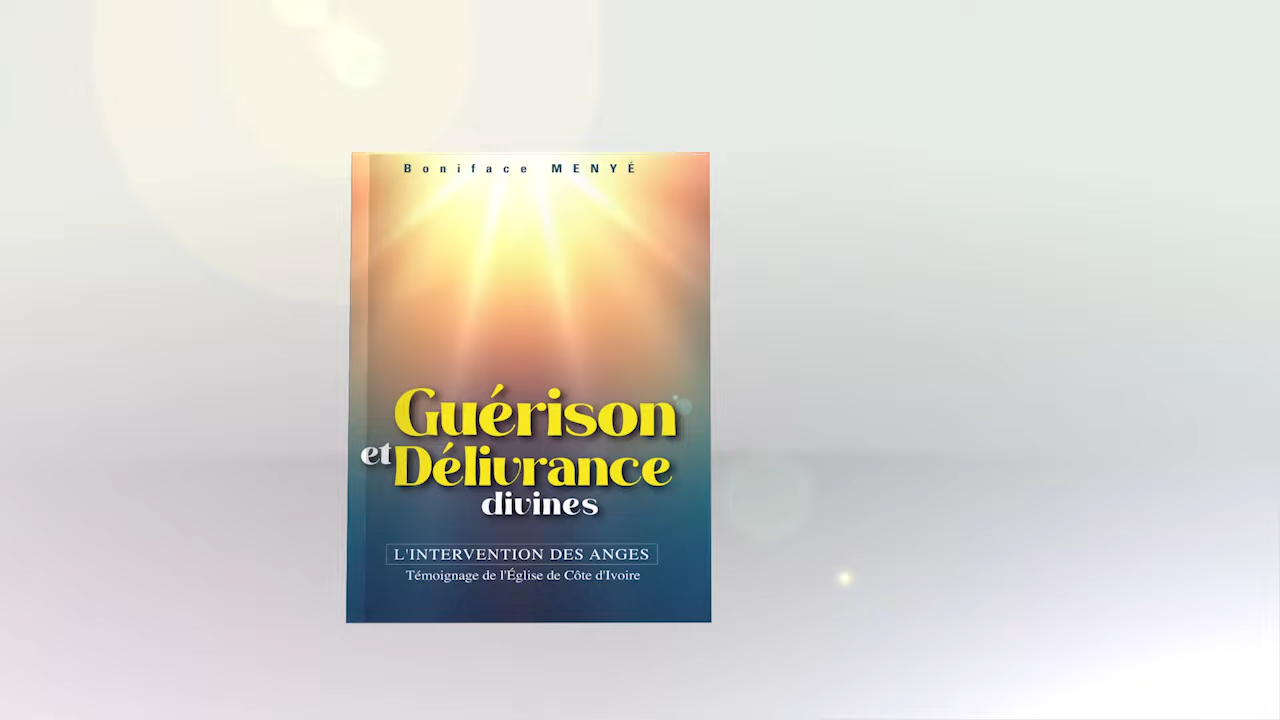 Boniface MENYÉ
Guérison
et Délivrance
divines
L'INTERVENTION DES ANGES
Témoignage de l'Église de Côte d'Ivoire